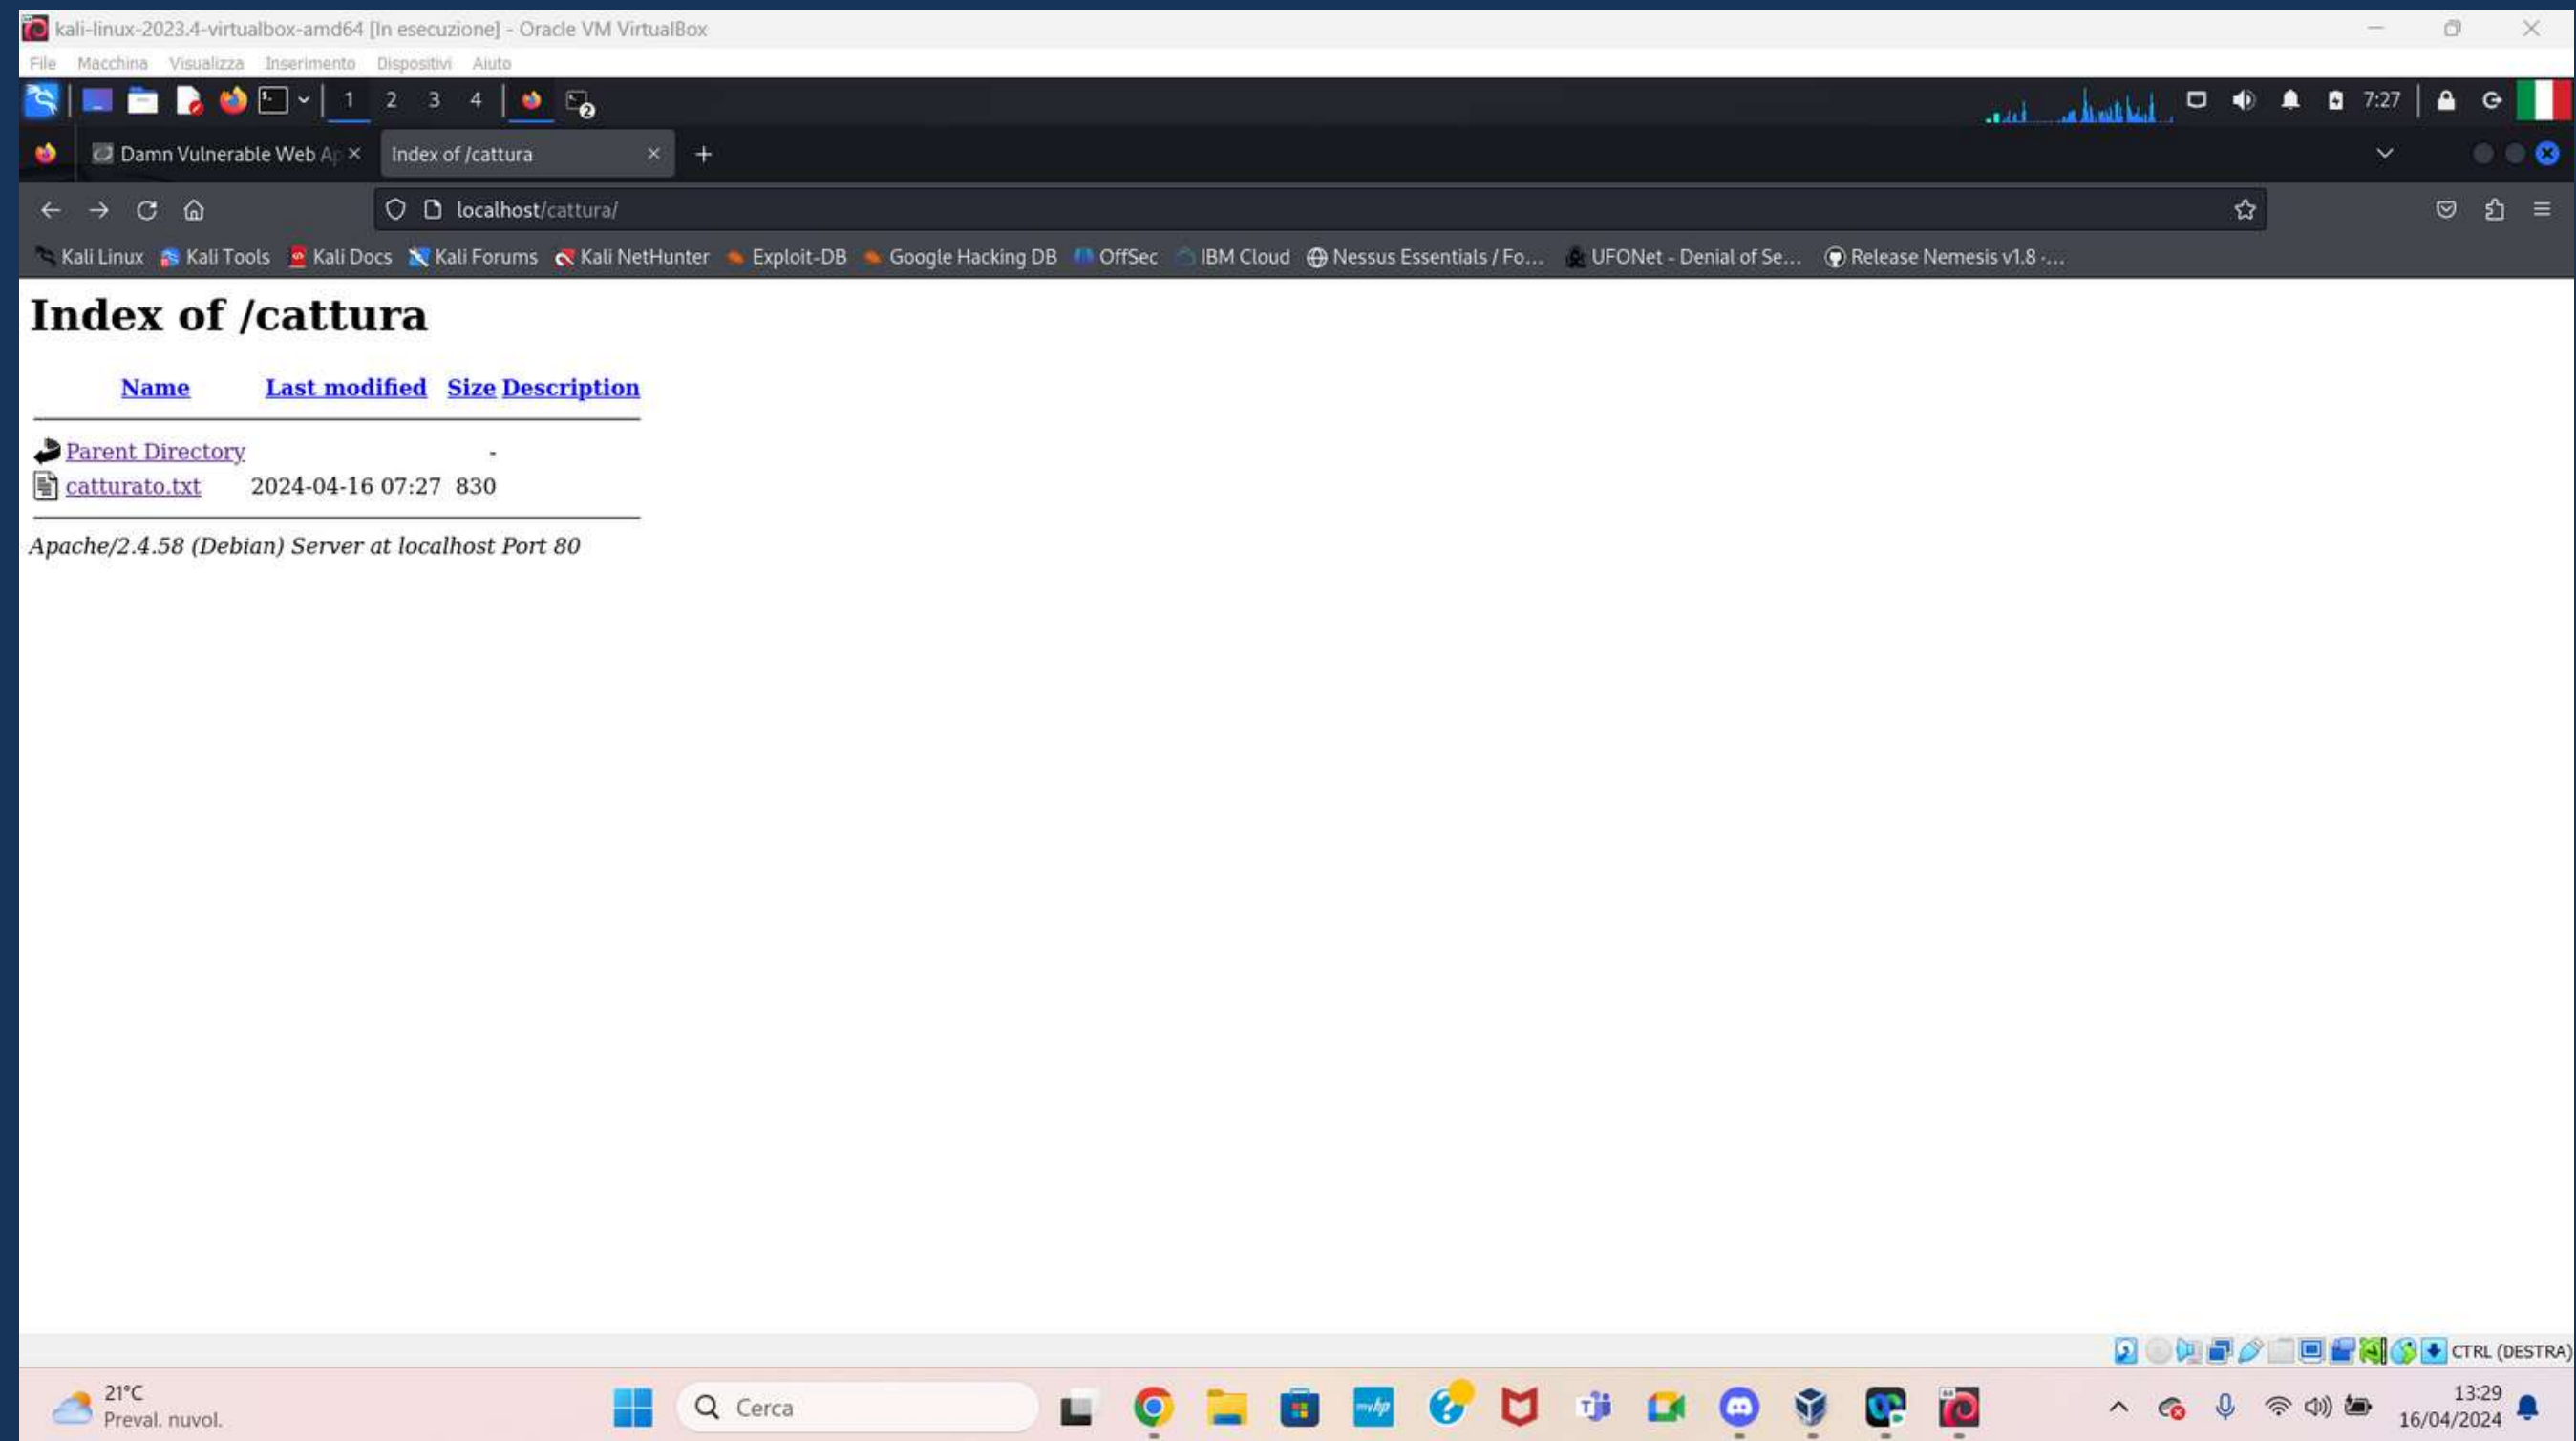 kali-linux-2023.4-virtualbox-amd64 [In esecuzione] - Oracle VM VirtualBox
File Macchina Visualizza Inserimento Dispositivi Aiuto
1 2 3 4 2 7:27
Damn Vulnerable Web Ap Index of /cattura
localhost/cattura/
Kali Linux Kali Tools Kali Docs Kali Forums Kali NetHunter Exploit-DB Google Hacking DB OffSec IBM Cloud Nessus Essentials / Fo... UFONet - Denial of Se... Release Nemesis v1.8 ·...
Index of /cattura
Name Last modified Size Description
Parent Directory -
catturato.txt 2024-04-16 07:27 830
Apache/2.4.58 (Debian) Server at localhost Port 80
CTRL (DESTRA)
21°C
Preval. nuvol.
Cerca
myhp
13:29
16/04/2024